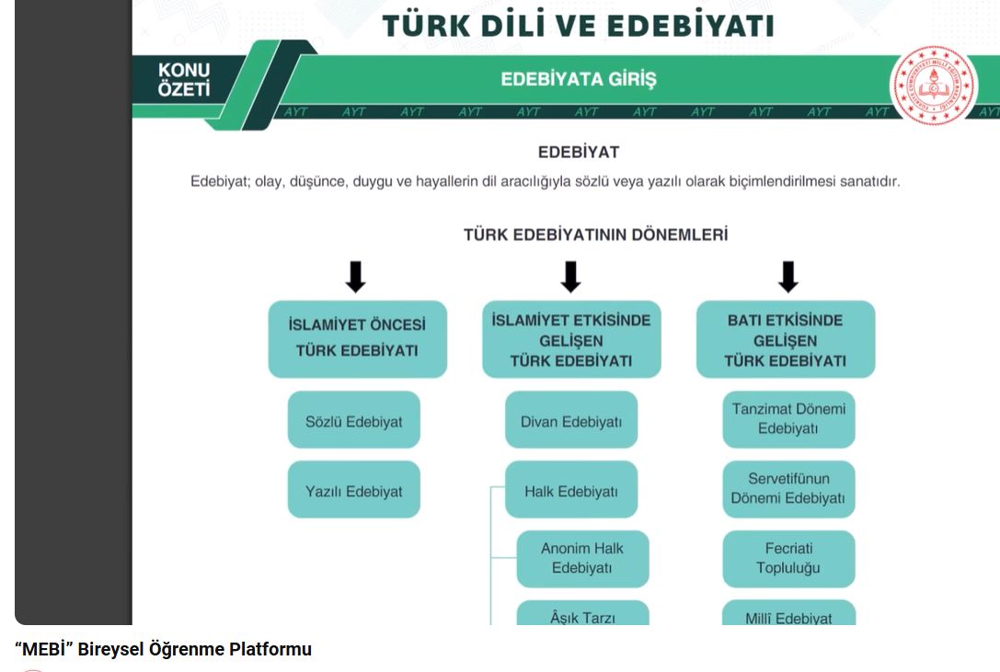 TÜRK DİLİ VE EDEBİYATI
KONU
ÖZETİ
EDEBİYATA GİRİŞ
AYT AYT AYT AYT AYT AYT AYT AYT AYT AYT AYT AYT
EDEBİYAT
Edebiyat; olay, düşünce, duygu ve hayallerin dil aracılığıyla sözlü veya yazılı olarak biçimlendirilmesi sanatıdır.
TÜRK EDEBİYATININ DÖNEMLERİ
İSLAMİYET ÖNCESİ
TÜRK EDEBİYATI
Sözlü Edebiyat
Yazılı Edebiyat
İSLAMİYET ETKİSİNDE
GELİŞEN
TÜRK EDEBİYATI
Divan Edebiyatı
Halk Edebiyatı
Anonim Halk
Edebiyatı
Âşık Tarzı
BATI ETKİSİNDE
GELİŞEN
TÜRK EDEBİYATI
Tanzimat Dönemi
Edebiyatı
Servetifünun
Dönemi Edebiyatı
Fecriati
Topluluğu
Millî Edebiyat
“MEBİ” Bireysel Öğrenme Platformu